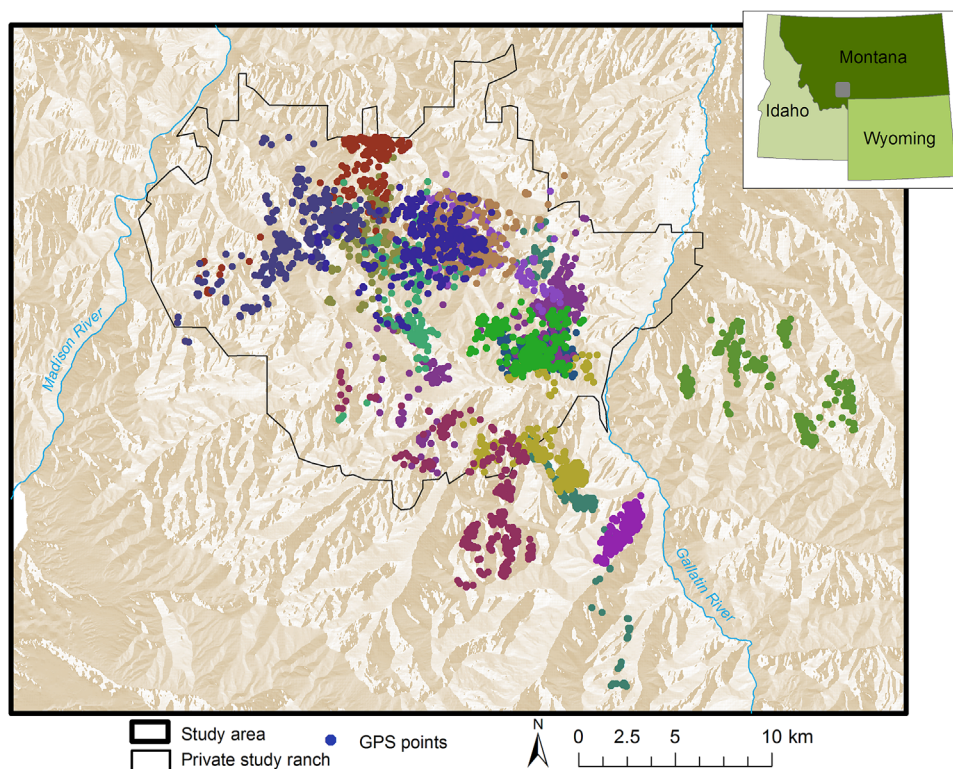 Montana
Idaho
Wyoming
Madison River
Gallatin River
Study area
Private study ranch
GPS points
N
0 2.5 5 10 km